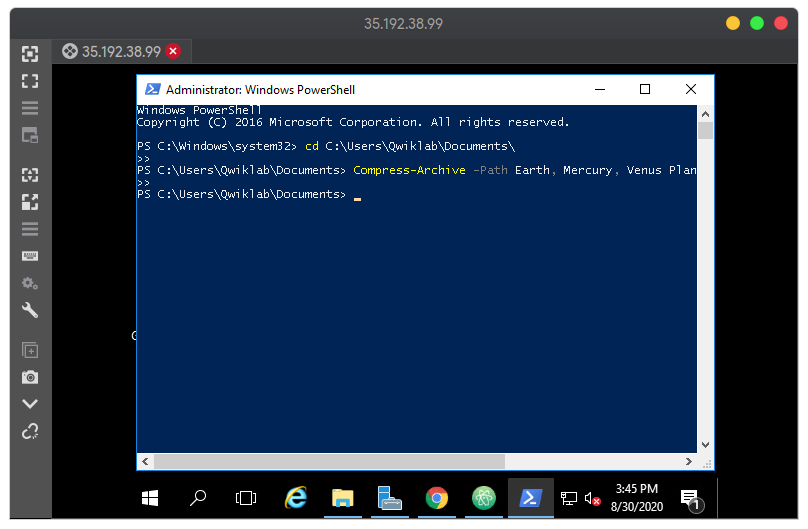 35.192.38.99
35.192.38.99
Administrator: Windows PowerShell
Windows PowerShell
Copyright (C) 2016 Microsoft Corporation. All rights reserved.
PS C:\Windows\system32> cd C:\Users\Qwiklab\Documents\
>>
PS C:\Users\Qwiklab\Documents> Compress-Archive -Path Earth, Mercury, Venus Plan
>>
PS C:\Users\Qwiklab\Documents>
3:45 PM
8/30/2020
1